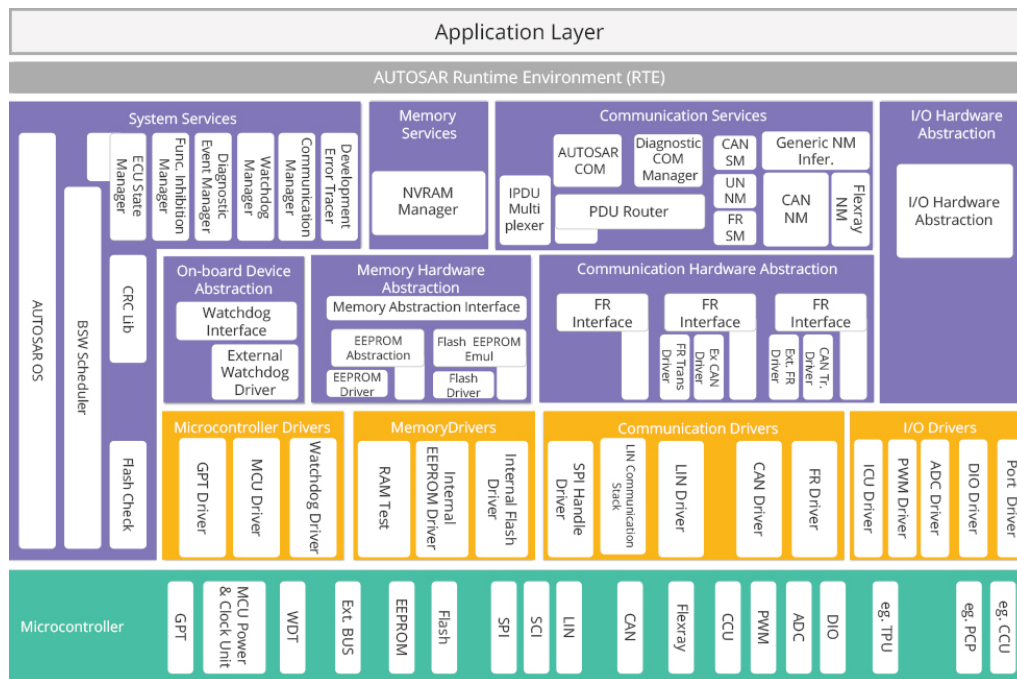 Application Layer
AUTOSAR Runtime Environment (RTE)
System Services
AUTOSAR OS
BSW Scheduler
ECU State
Manager
Func. Inhibition
Manager
Diagnostic
Event Manager
Watchdog
Manager
Communication
Manager
Development
Error Tracer
CRC Lib
Flash Check
Memory
Services
NVRAM
Manager
Communication Services
IPDU
Multi
plexer
AUTOSAR
COM
Diagnostic
COM
Manager
PDU Router
CAN
SM
UN
NM
FR
SM
Generic NM
Infer.
CAN
NM
Flexray
NM
I/O Hardware
Abstraction
I/O Hardware
Abstraction
On-board Device
Abstraction
Watchdog
Interface
External
Watchdog
Driver
Memory Hardware
Abstraction
Memory Abstraction Interface
EEPROM
Abstraction
EEPROM
Driver
Flash EEPROM
Emul
Flash
Driver
Communication Hardware Abstraction
FR
Interface
FR
Interface
FR Trans
Driver
Ex CAN
Driver
FR
Interface
Ext. FR
Driver
CAN Tr.
Driver
Microcontroller Drivers
GPT Driver
MCU Driver
Watchdog Driver
MemoryDrivers
RAM Test
Internal
EEPROM Driver
Internal Flash
Driver
Communication Drivers
SPI Handle
Driver
LIN Communication
Stack
LIN Driver
CAN Driver
FR Driver
I/O Drivers
ICU Driver
PWM Driver
ADC Driver
DIO Driver
Port Driver
Microcontroller
GPT
MCU Power
& Clock Unit
WDT
Ext. BUS
EEPROM
Flash
SPI
SCI
LIN
CAN
Flexray
CCU
PWM
ADC
DIO
eg. TPU
eg. PCP
eg. CCU